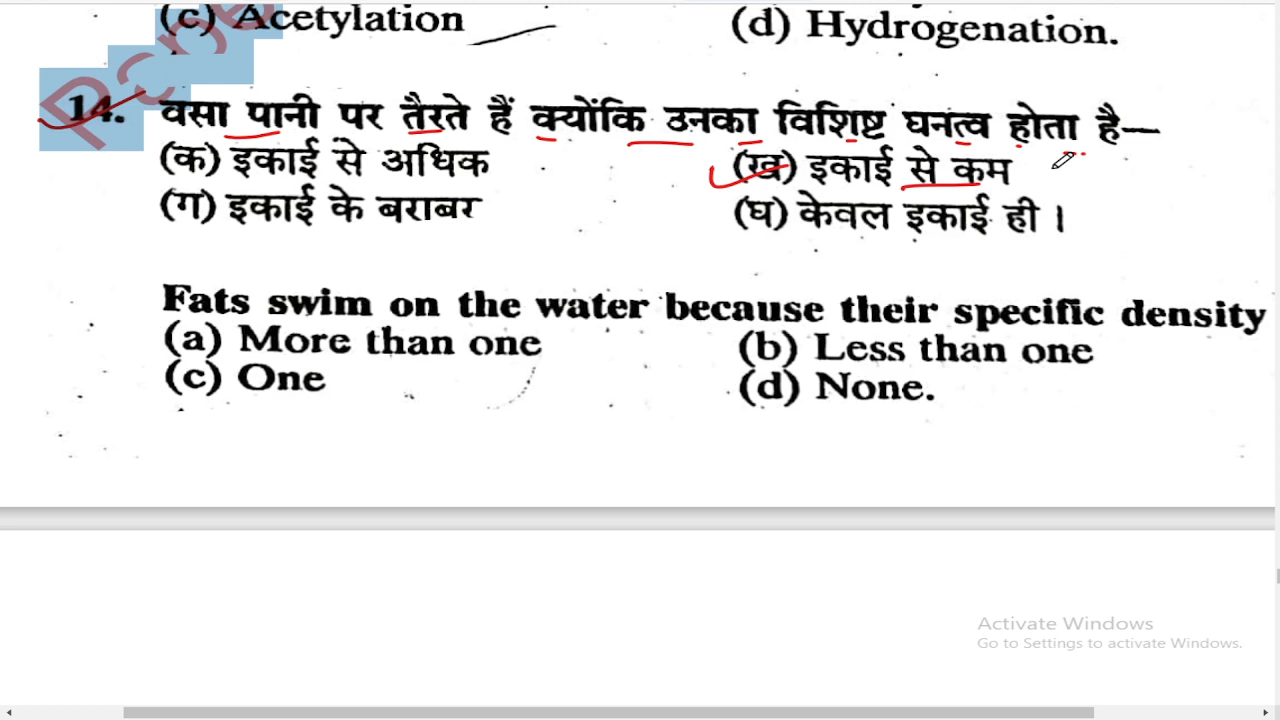 (c) Acetylation (d) Hydrogenation.
14. वसा पानी पर तैरते हैं क्योंकि उनका विशिष्ट घनत्व होता है—
(क) इकाई से अधिक (ख) इकाई से कम
(ग) इकाई के बराबर (घ) केवल इकाई ही।
Fats swim on the water because their specific density
(a) More than one (b) Less than one
(c) One (d) None.
Activate Windows
Go to Settings to activate Windows.